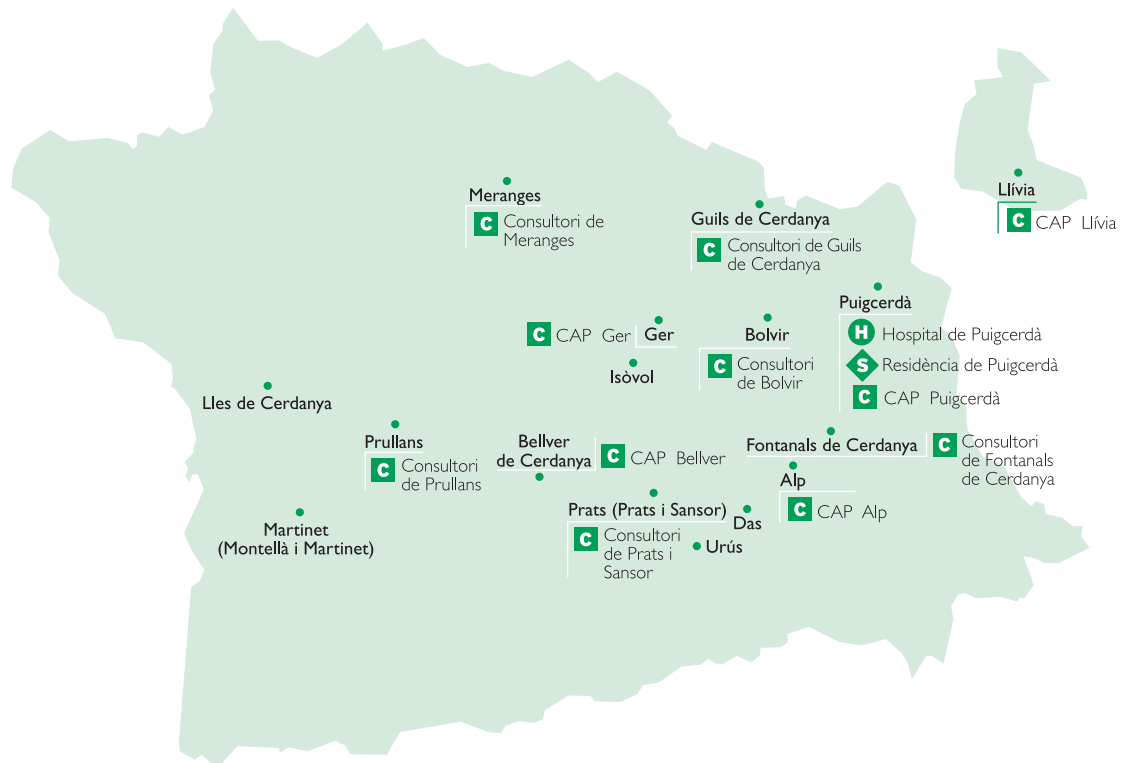 Meranges
C Consultori de
Meranges
Guils de Cerdanya
C Consultori de Guils
de Cerdanya
Llívia
C CAP Llívia
Puigcerdà
H Hospital de Puigcerdà
S Residència de Puigcerdà
C CAP Puigcerdà
C CAP Ger
Ger
Bolvir
C Consultori
de Bolvir
Isòvol
Lles de Cerdanya
Prullans
C Consultori
de Prullans
Bellver
de Cerdanya
C CAP Bellver
Fontanals de Cerdanya
C Consultori
de Fontanals
de Cerdanya
Alp
C CAP Alp
Prats (Prats i Sansor)
C Consultori
de Prats i
Sansor
Das
Urús
Martinet
(Montellà i Martinet)